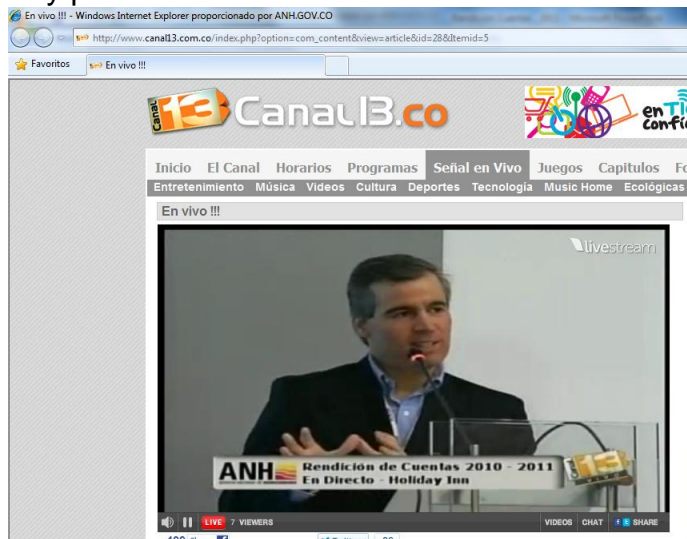 En vivo !!! - Windows Internet Explorer proporcionado por ANH.GOV.CO
http://www.canal13.com.co/index.php?option=com_content&view=article&id=28&Itemid=5
Favoritos
En vivo !!!
Canal 13
Canal13.co
en TIC
confí
Inicio El Canal Horarios Programas Señal en Vivo Juegos Capitulos Fo
Entretenimiento Música Videos Cultura Deportes Tecnología Music Home Ecológicas
En vivo !!!
livestream
ANH
Rendición de Cuentas 2010 - 2011
En Directo - Holiday Inn
13
LIVE 7 VIEWERS VIDEOS CHAT SHARE